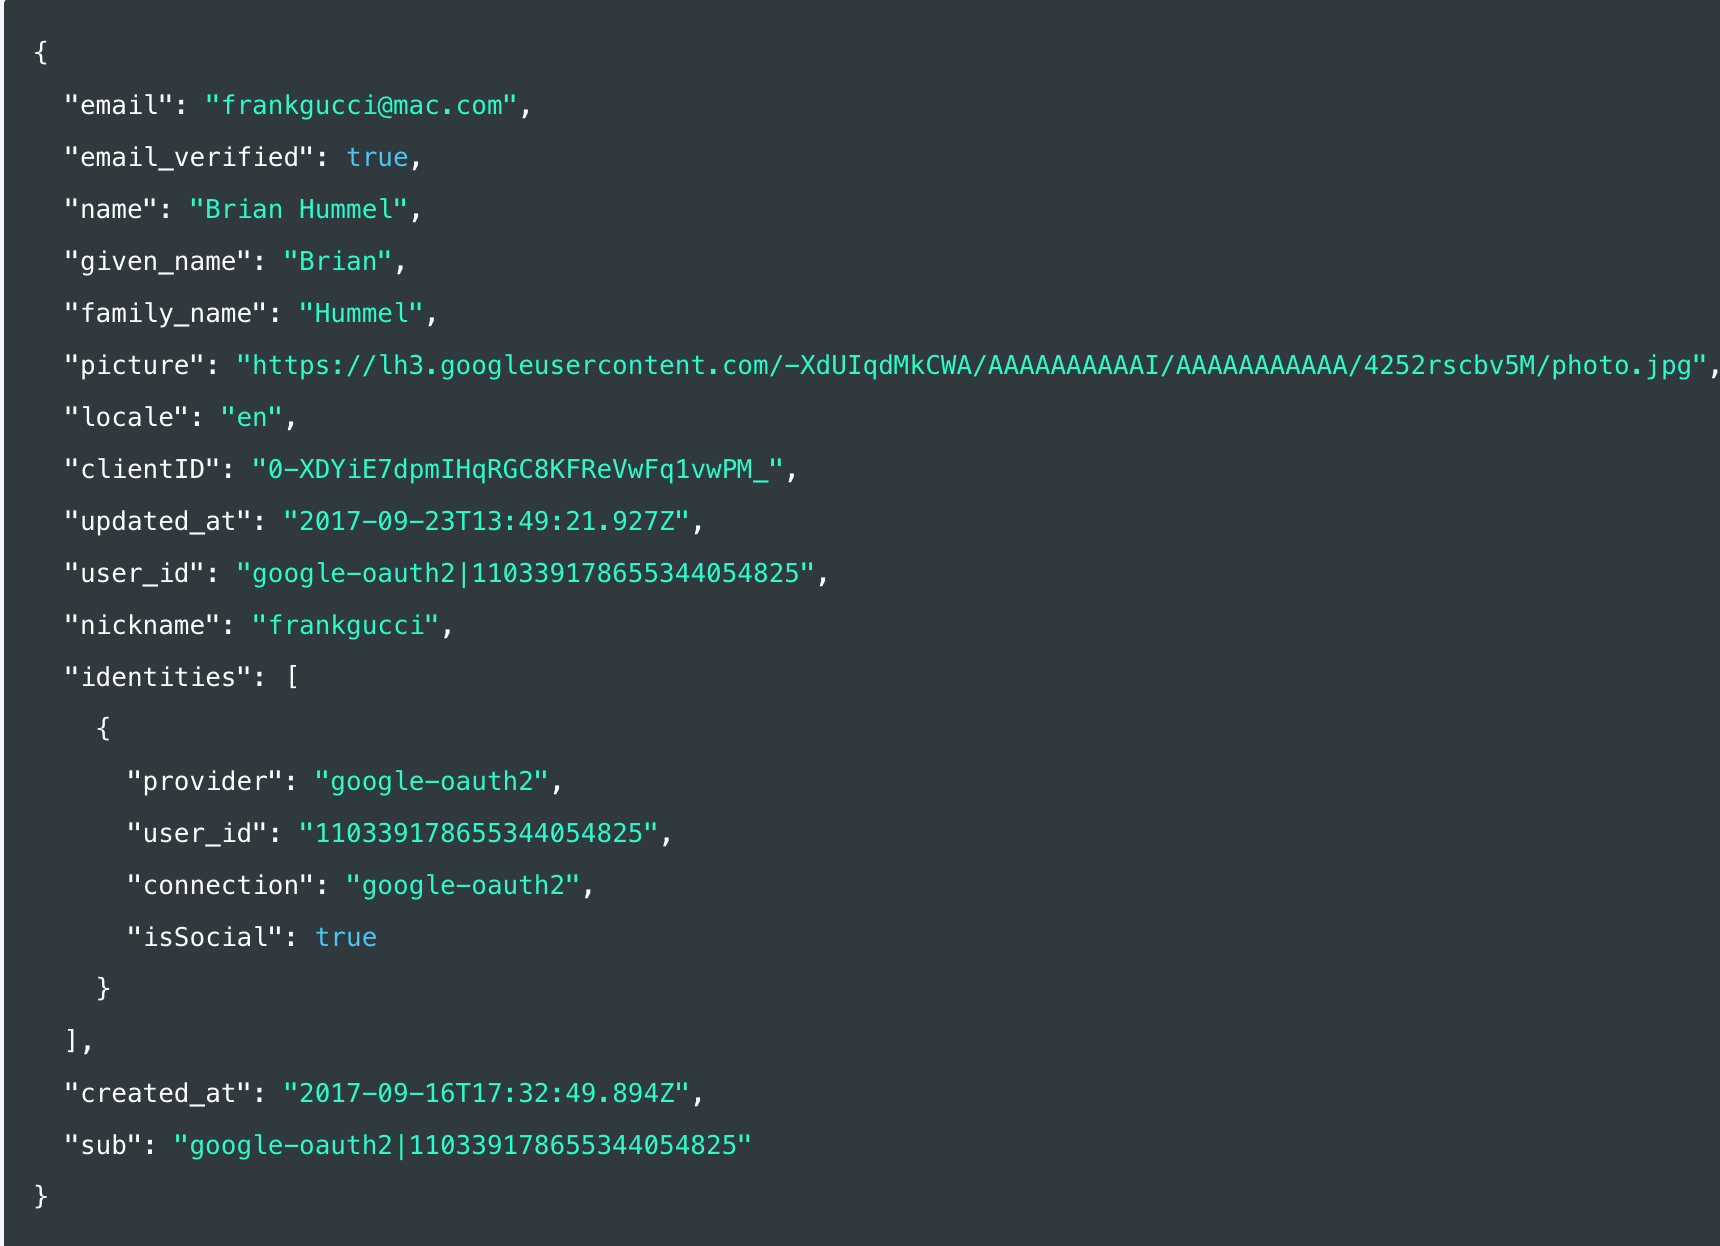 {
  "email": "frankgucci@mac.com",
  "email_verified": true,
  "name": "Brian Hummel",
  "given_name": "Brian",
  "family_name": "Hummel",
  "picture": "https://lh3.googleusercontent.com/-XdUIqdMkCWA/AAAAAAAAAAI/AAAAAAAAAAA/4252rscbv5M/photo.jpg",
  "locale": "en",
  "clientID": "0-XDYiE7dpmIHqRGC8KFReVwFq1vwPM_",
  "updated_at": "2017-09-23T13:49:21.927Z",
  "user_id": "google-oauth2|110339178655344054825",
  "nickname": "frankgucci",
  "identities": [
    {
      "provider": "google-oauth2",
      "user_id": "110339178655344054825",
      "connection": "google-oauth2",
      "isSocial": true
    }
  ],
  "created_at": "2017-09-16T17:32:49.894Z",
  "sub": "google-oauth2|110339178655344054825"
}